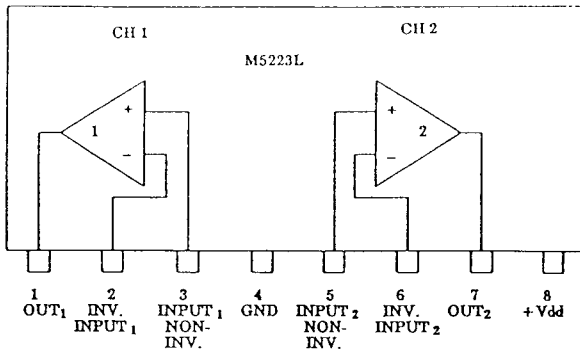 CH 1
CH 2
M5223L
+
1
−
+
2
−
1
OUT1
2
INV.
INPUT1
3
INPUT1
NON-
INV.
4
GND
5
INPUT2
NON-
INV.
6
INV.
INPUT2
7
OUT2
8
+Vdd